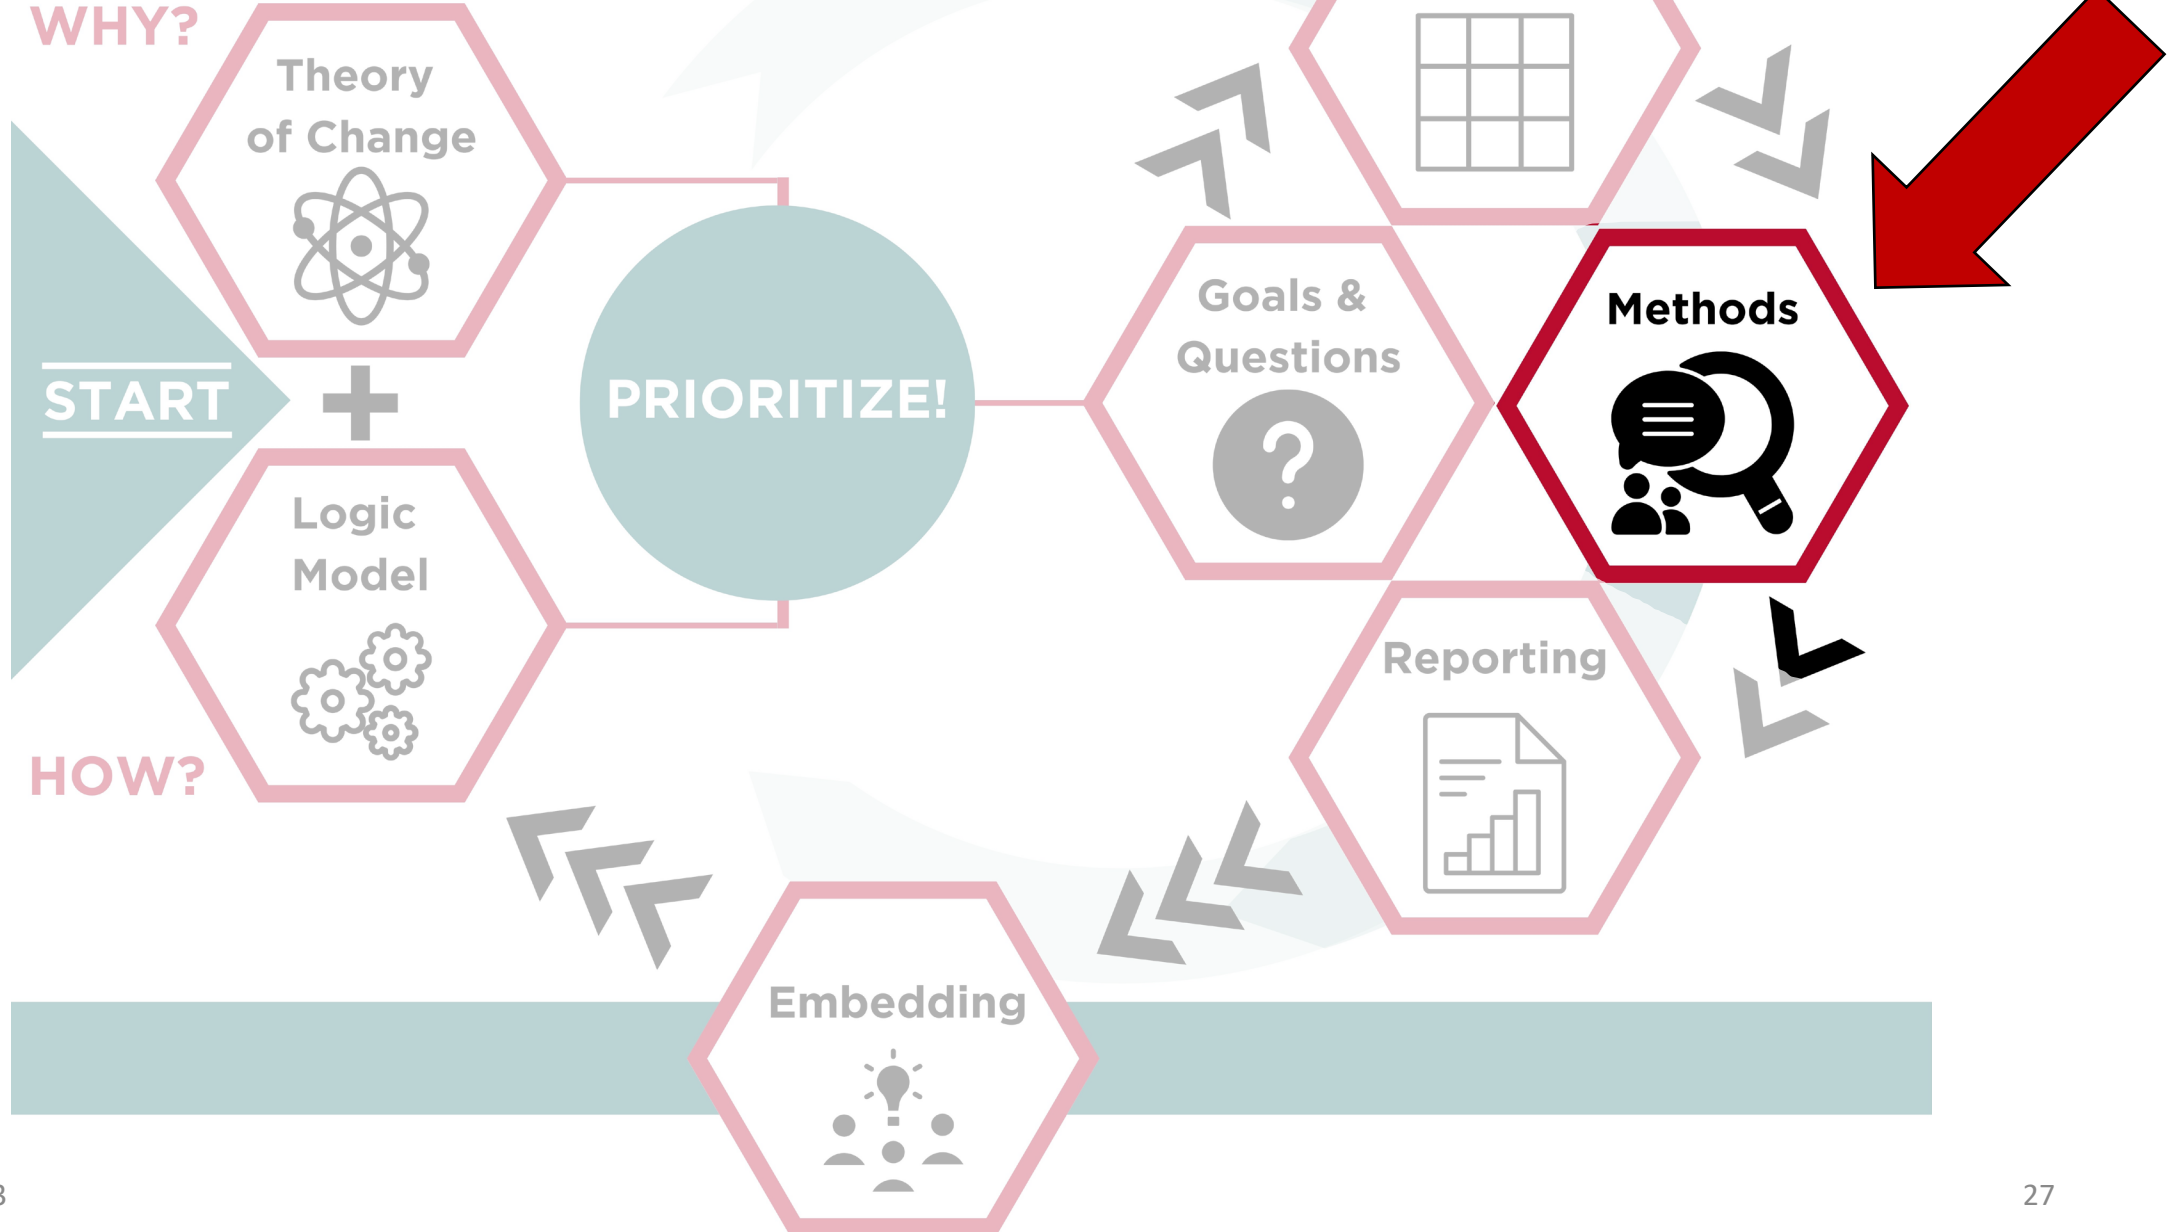 WHY?
Theory
of Change
START
Logic
Model
HOW?
PRIORITIZE!
Goals &
Questions
Methods
Reporting
Embedding
27